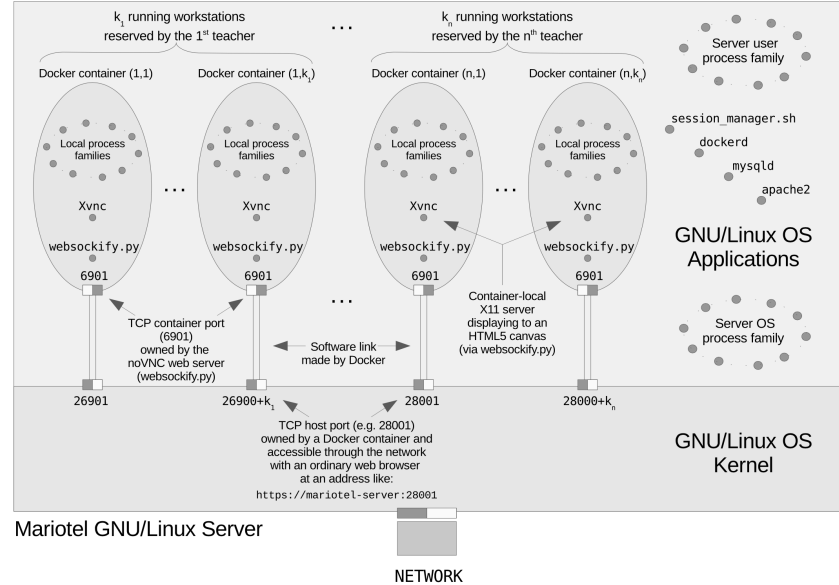 k1 running workstations
reserved by the 1st teacher
...
kn running workstations
reserved by the nth teacher
Docker container (1,1)
Docker container (1,k1)
Docker container (n,1)
Docker container (n,kn)
Local process
families
Xvnc
websockify.py
6901
...
Local process
families
Xvnc
websockify.py
6901
...
Local process
families
Xvnc
websockify.py
6901
...
Local process
families
Xvnc
websockify.py
6901
Server user
process family
session_manager.sh
dockerd
mysqld
apache2
GNU/Linux OS
Applications
Server OS
process family
TCP container port
(6901)
owned by the
noVNC web server
(websockify.py)
Software link
made by Docker
Container-local
X11 server
displaying to an
HTML5 canvas
(via websockify.py)
26901
26900+k1
28001
28000+kn
TCP host port (e.g. 28001)
owned by a Docker container and
accessible through the network
with an ordinary web browser
at an address like:
https://mariotel-server:28001
GNU/Linux OS
Kernel
Mariotel GNU/Linux Server
NETWORK